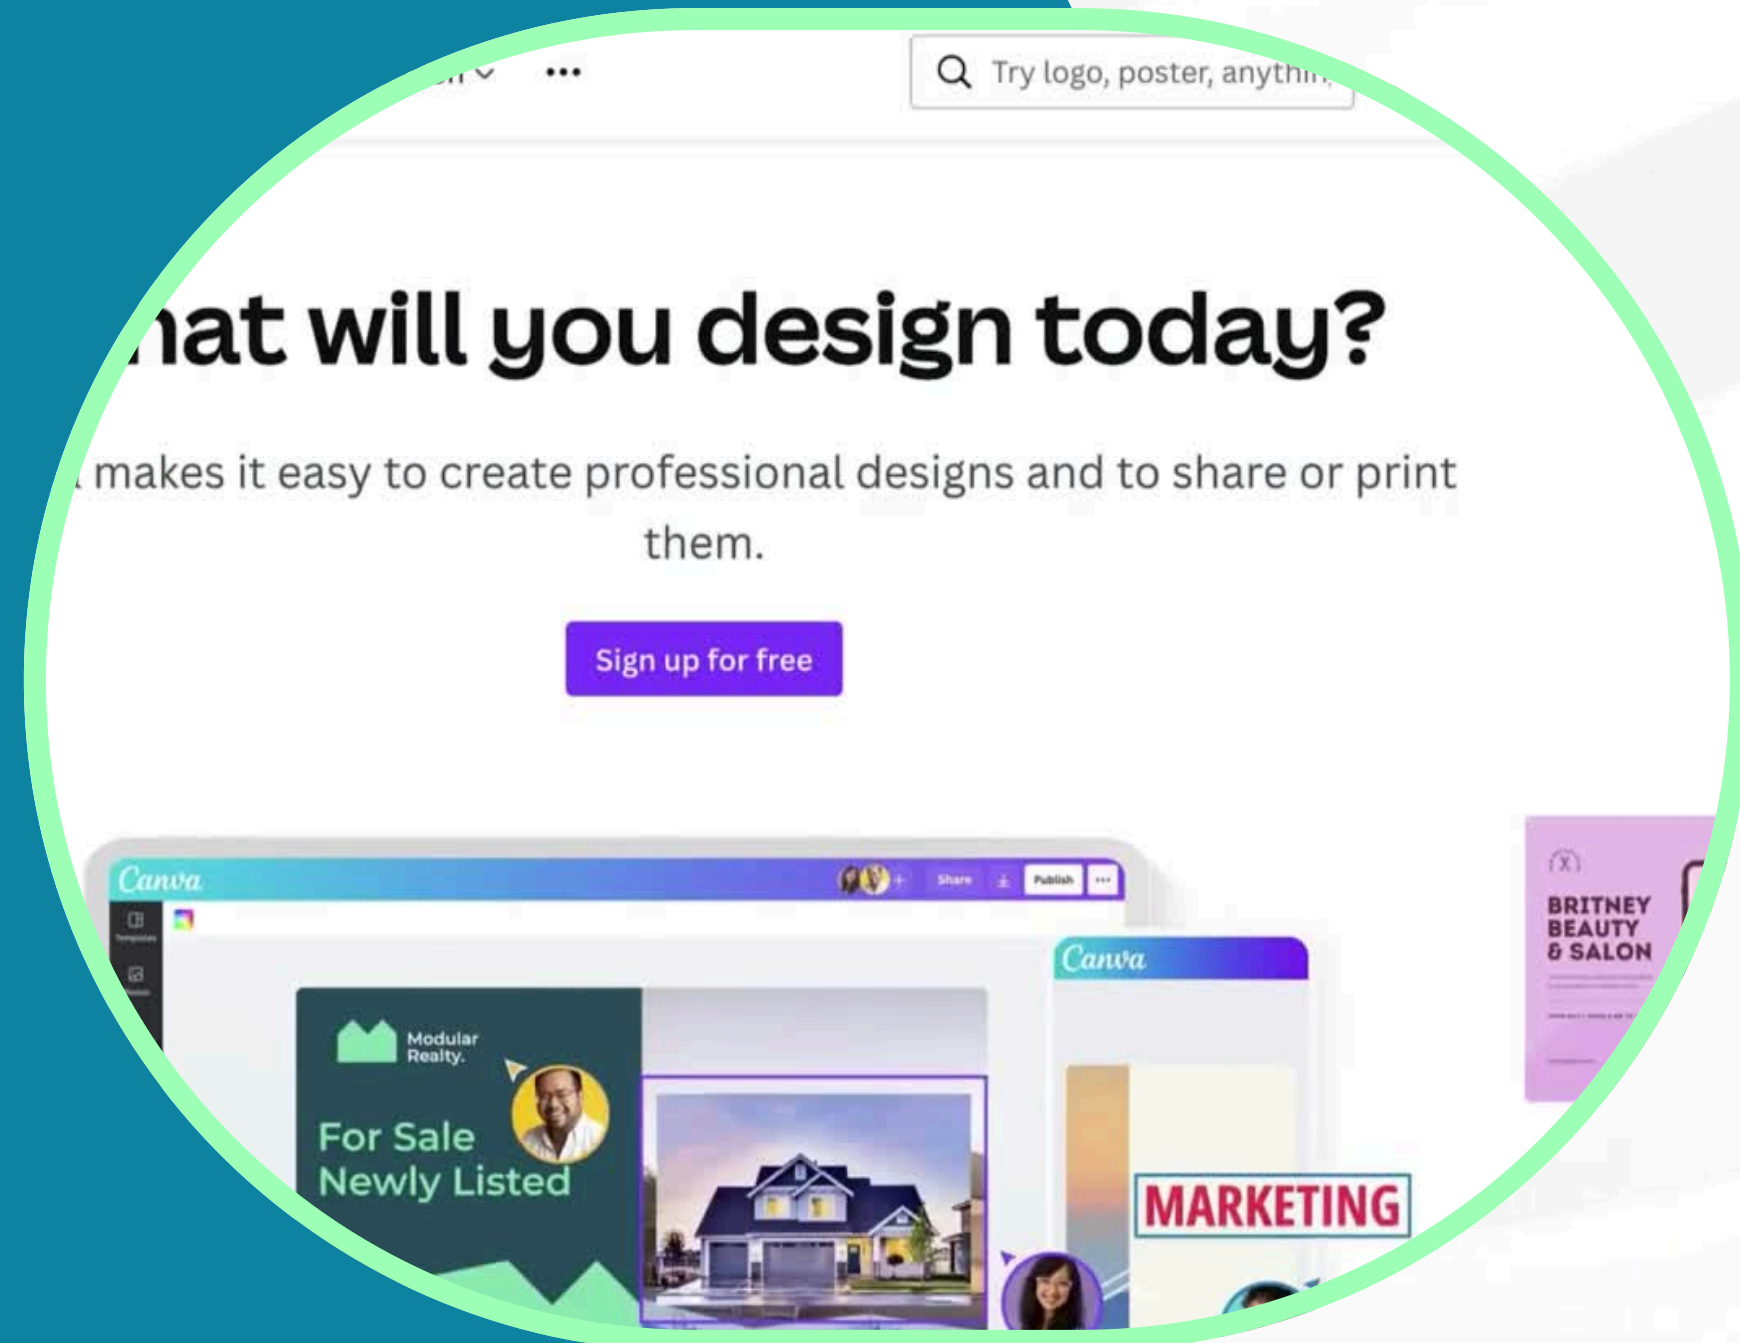 Try logo, poster,
hat will you design today?
makes it easy to create professional designs and to share or print
them.
Sign up for free
Canva
Share
Publish
Templates
Canva
BRITNEY
BEAUTY
& SALON
Modular
Realty.
For Sale
Newly Listed
MARKETING